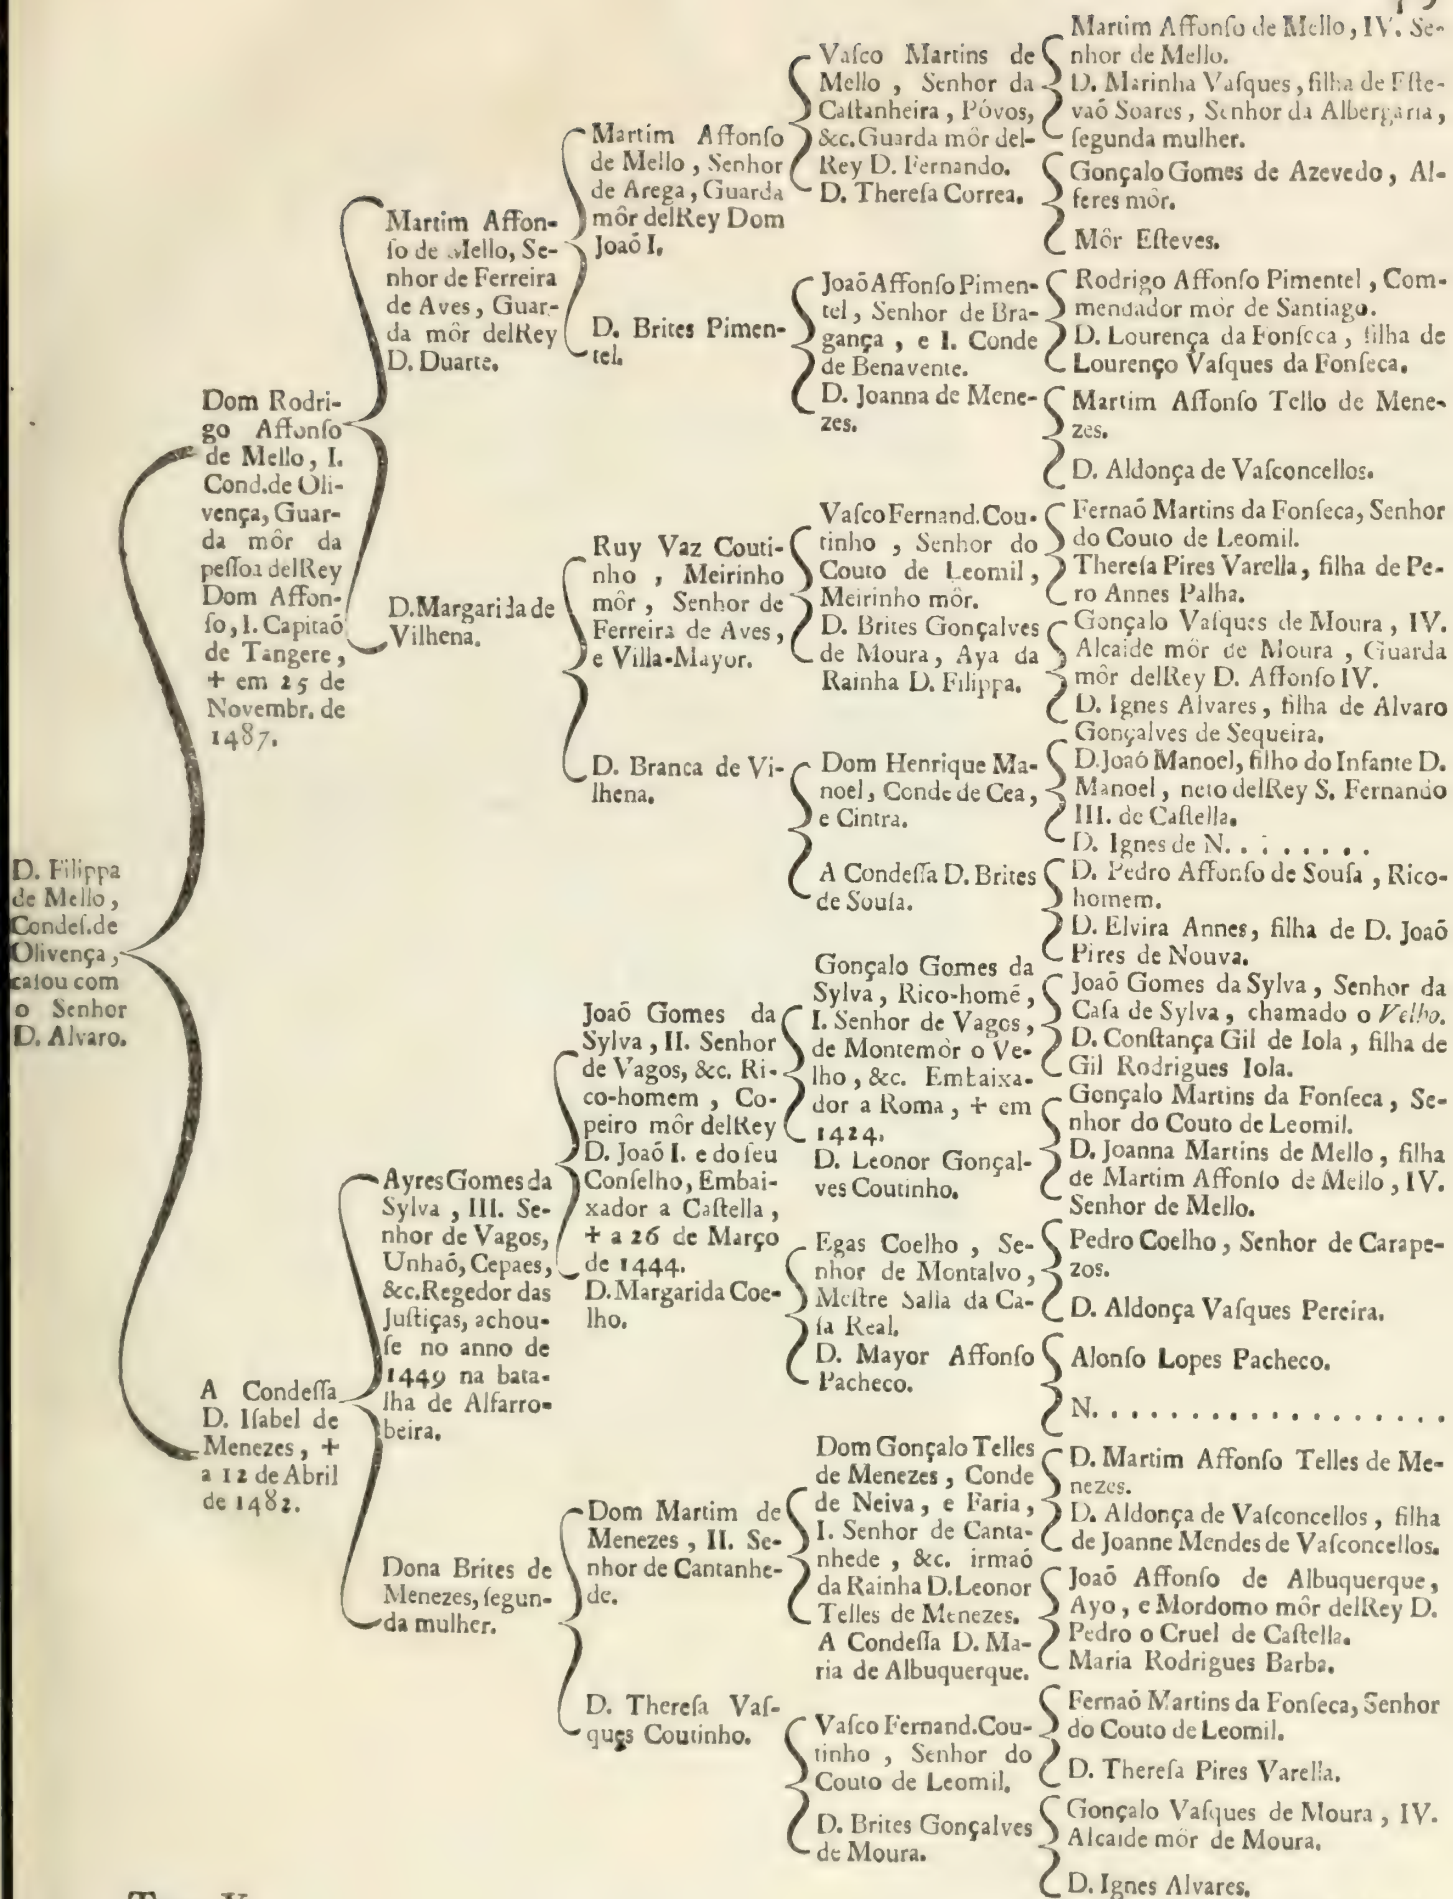 D. Filippa
de Mello,
Condeſ.de
Olivença,
caſou com
o Senhor
D. Alvaro.
Dom Rodri-
go Affonſo
de Mello, I.
Cond.de Oli-
vença, Guar-
da môr da
peſſoa delRey
Dom Affon-
ſo, I. Capitaõ
de Tangere,
+ em 25 de
Novembr. de
1487.
A Condeſſa
D. Iſabel de
Menezes, +
a 12 de Abril
de 1482.
Martim Affon-
ſo de Mello, Se-
nhor de Ferreira
de Aves, Guar-
da môr delRey
D. Duarte.
D.Margarida de
Vilhena.
Ayres Gomes da
Sylva, III. Se-
nhor de Vagos,
Unhaõ, Cepaes,
&c.Regedor das
Juſtiças, achou-
ſe no anno de
1449 na bata-
lha de Alfarro-
beira.
Dona Brites de
Menezes, ſegun-
da mulher.
Martim Affonſo
de Mello, Senhor
de Arega, Guarda
môr delRey Dom
Joaõ I.
D. Brites Pimen-
tel.
Ruy Vaz Couti-
nho, Meirinho
môr, Senhor de
Ferreira de Aves,
e Villa-Mayor.
D. Branca de Vi-
lhena.
Joaõ Gomes da
Sylva, II. Senhor
de Vagos, &c. Ri-
co-homem, Co-
peiro môr delRey
D. Joaõ I. e do ſeu
Conſelho, Embai-
xador a Caſtella,
+ a 26 de Março
de 1444.
D.Margarida Coe-
lho.
Dom Martim de
Menezes, II. Se-
nhor de Cantanhe-
de.
D. Thereſa Vaſ-
ques Coutinho.
Vaſco Martins de
Mello, Senhor da
Caſtanheira, Póvos,
&c.Guarda môr del-
Rey D. Fernando.
D. Thereſa Correa.
Joaõ Affonſo Pimen-
tel, Senhor de Bra-
gança, e I. Conde
de Benavente.
D. Joanna de Mene-
zes.
Vaſco Fernand.Cou-
tinho, Senhor do
Couto de Leomil,
Meirinho môr.
D. Brites Gonçalves
de Moura, Aya da
Rainha D. Filippa.
Dom Henrique Ma-
noel, Conde de Cea,
e Cintra.
A Condeſſa D. Brites
de Souſa.
Gonçalo Gomes da
Sylva, Rico-homẽ,
I. Senhor de Vagos,
de Montemôr o Ve-
lho, &c. Embaixa-
dor a Roma, + em
1424.
D. Leonor Gonçal-
ves Coutinho.
Egas Coelho, Se-
nhor de Montalvo,
Meſtre Salla da Ca-
ſa Real.
D. Mayor Affonſo
Pacheco.
Dom Gonçalo Telles
de Menezes, Conde
de Neiva, e Faria,
I. Senhor de Canta-
nhede, &c. irmaõ
da Rainha D.Leonor
Telles de Menezes.
A Condeſſa D. Ma-
ria de Albuquerque.
Vaſco Fernand.Cou-
tinho, Senhor do
Couto de Leomil.
D. Brites Gonçalves
de Moura.
Martim Affonſo de Mello, IV. Se-
nhor de Mello.
D. Marinha Vaſques, filha de Eſte-
vaõ Soares, Senhor da Albergaria,
ſegunda mulher.
Gonçalo Gomes de Azevedo, Al-
feres môr.
Môr Eſteves.
Rodrigo Affonſo Pimentel, Com-
mendador môr de Santiago.
D. Lourença da Fonſeca, filha de
Lourenço Vaſques da Fonſeca.
Martim Affonſo Tello de Mene-
zes.
D. Aldonça de Vaſconcellos.
Fernaõ Martins da Fonſeca, Senhor
do Couto de Leomil.
Thereſa Pires Varella, filha de Pe-
ro Annes Palha.
Gonçalo Vaſques de Moura, IV.
Alcaide môr de Moura, Guarda
môr delRey D. Affonſo IV.
D. Ignes Alvares, filha de Alvaro
Gonçalves de Sequeira.
D.Joaõ Manoel, filho do Infante D.
Manoel, neto delRey S. Fernando
III. de Caſtella.
D. Ignes de N. . . . . . . .
D. Pedro Affonſo de Souſa, Rico-
homem.
D. Elvira Annes, filha de D. Joaõ
Pires de Nouva.
Joaõ Gomes da Sylva, Senhor da
Caſa de Sylva, chamado o Velho.
D. Conſtança Gil de Iola, filha de
Gil Rodrigues Iola.
Gonçalo Martins da Fonſeca, Se-
nhor do Couto de Leomil.
D. Joanna Martins de Mello, filha
de Martim Affonſo de Mello, IV.
Senhor de Mello.
Pedro Coelho, Senhor de Carape-
zos.
D. Aldonça Vaſques Pereira.
Alonſo Lopes Pacheco.
N. . . . . . . . . . . . . . . . . .
D. Martim Affonſo Telles de Me-
nezes.
D. Aldonça de Vaſconcellos, filha
de Joanne Mendes de Vaſconcellos.
Joaõ Affonſo de Albuquerque,
Ayo, e Mordomo môr delRey D.
Pedro o Cruel de Caſtella.
Maria Rodrigues Barba.
Fernaõ Martins da Fonſeca, Senhor
do Couto de Leomil.
D. Thereſa Pires Varella.
Gonçalo Vaſques de Moura, IV.
Alcaide môr de Moura.
D. Ignes Alvares.